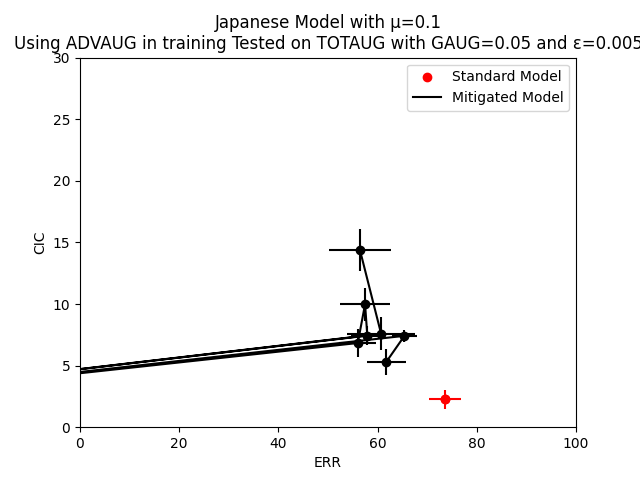 Japanese Model with μ=0.1
Using ADVAUG in training Tested on TOTAUG with GAUG=0.05 and ε=0.005
30
25
20
15
10
5
0
CIC
Standard Model
Mitigated Model
0 20 40 60 80 100
ERR